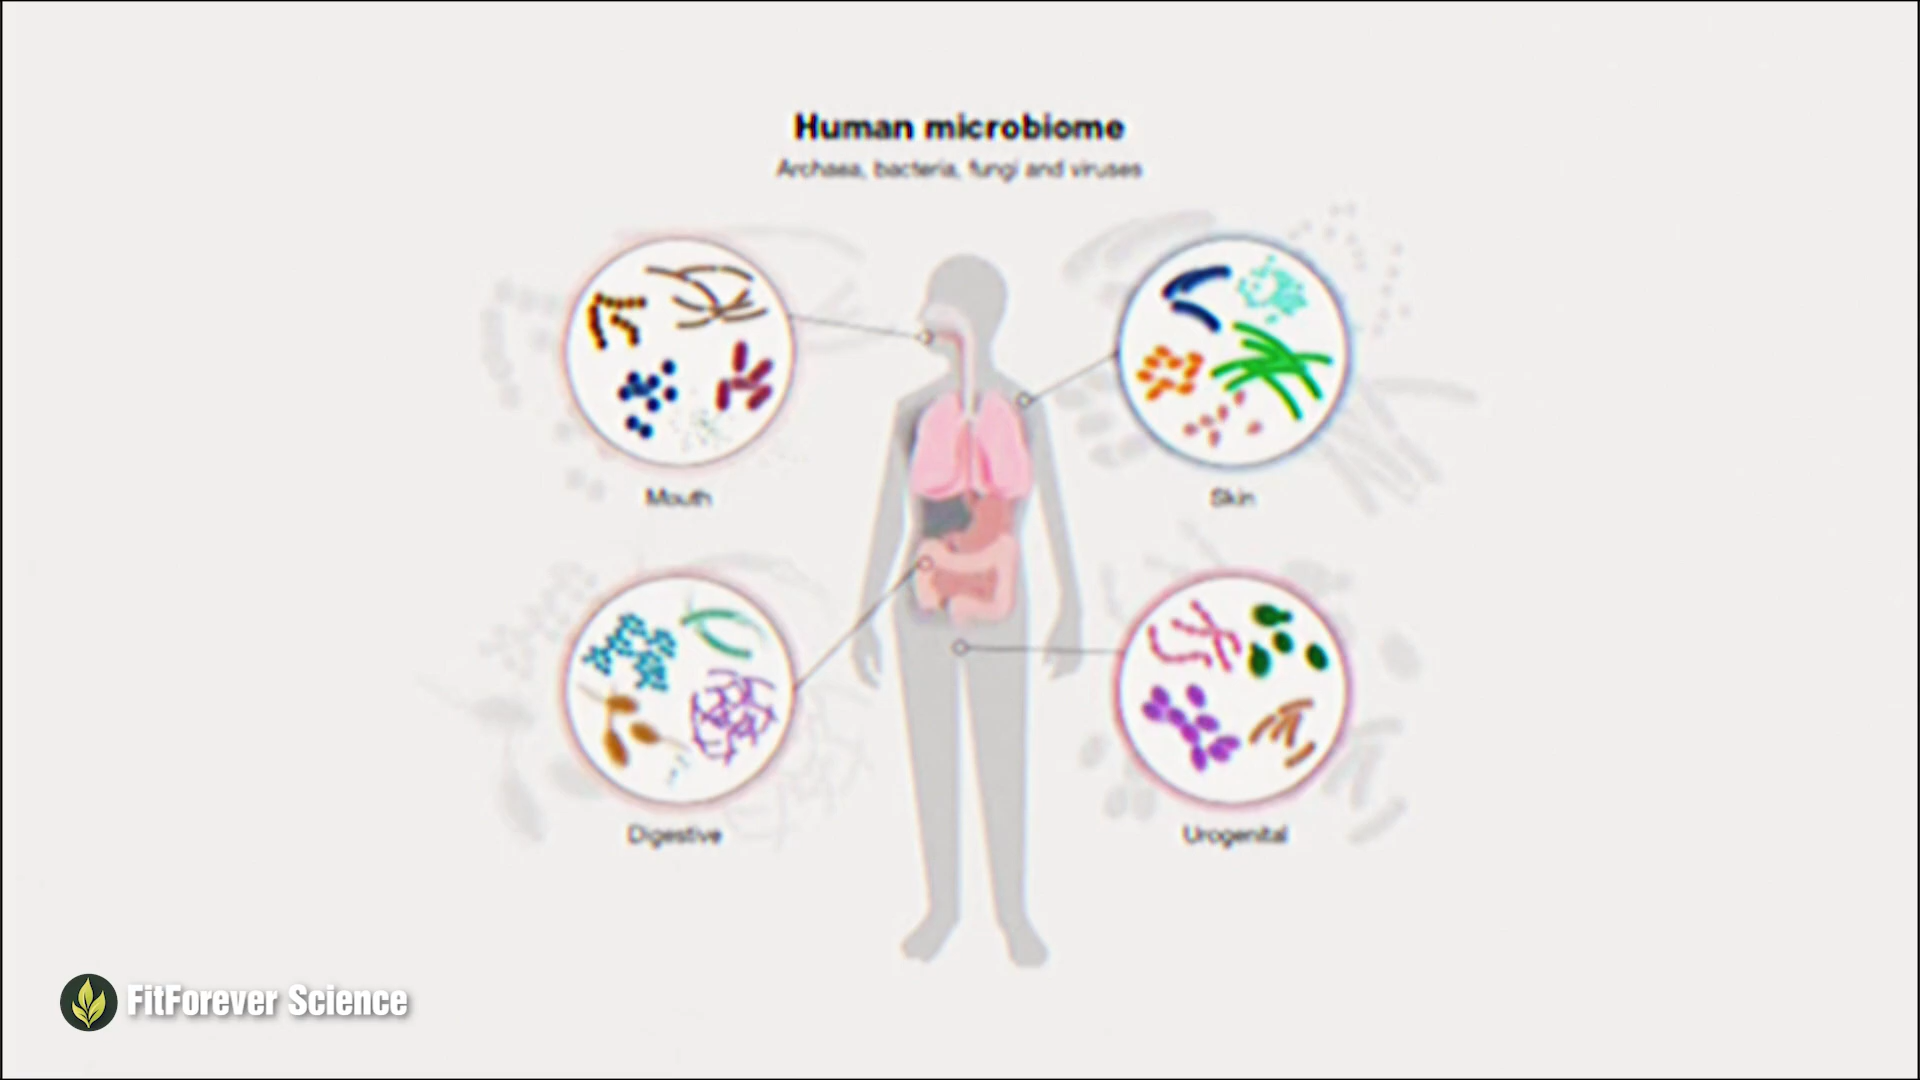 Human microbiome
Archaea, bacteria, fungi and viruses
Mouth
Skin
Digestive
Urogenital
FitForever Science